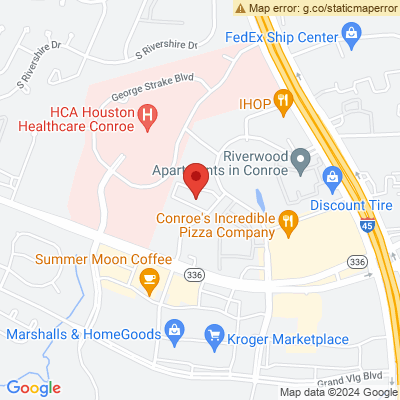 Map error: g.co/staticmaperror
FedEx Ship Center
S Rivershire Dr
S Rivershire Dr
George Strake Blvd
IHOP
HCA Houston
Healthcare Conroe
Riverwood
Apartments in Conroe
Discount Tire
Conroe's Incredible
Pizza Company
45
336
336
Summer Moon Coffee
Marshalls & HomeGoods
Kroger Marketplace
Grand Vlg Blvd
Google
Map data ©2024 Google